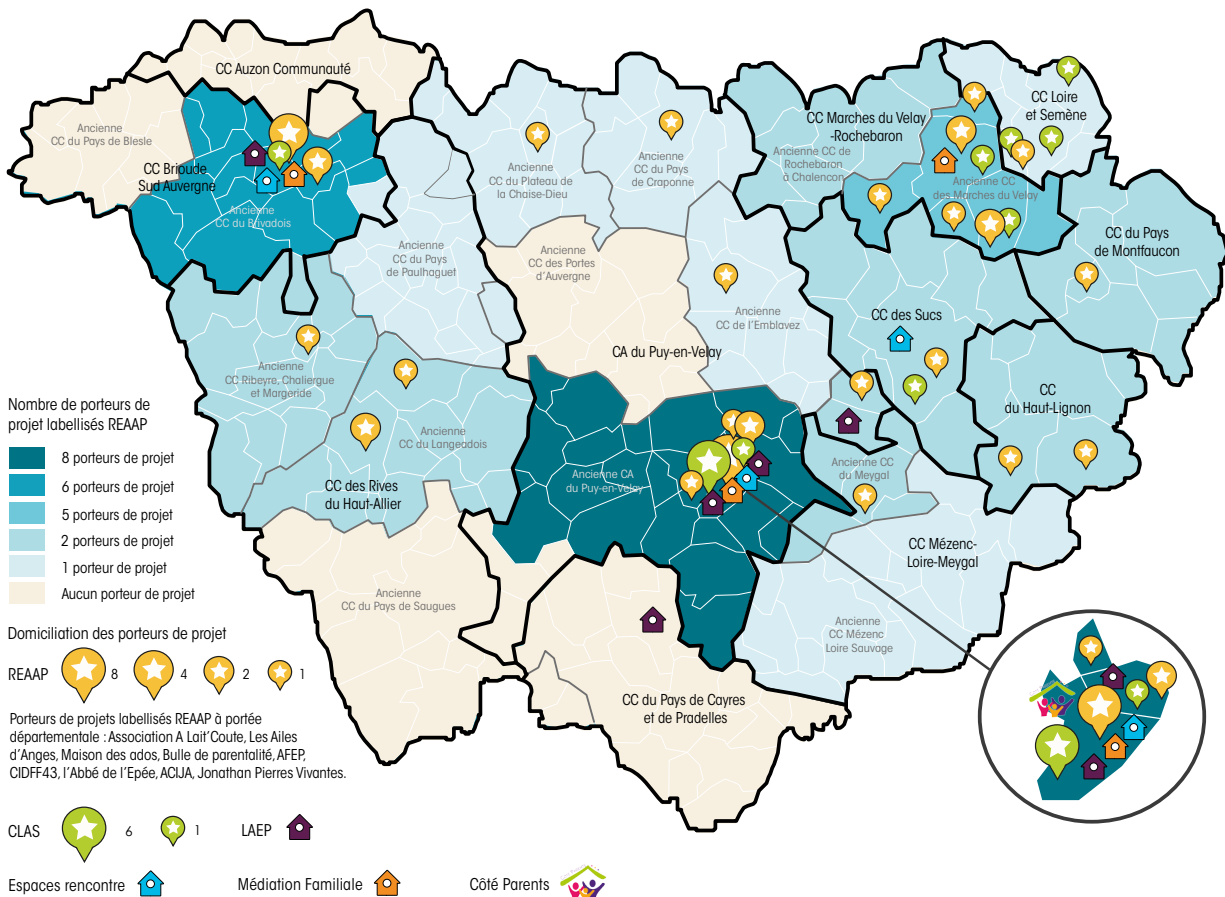 CC Auzon Communauté
Ancienne
CC du Pays de Blesle
CC Brioude
Sud Auvergne
Ancienne
CC du Brivadois
Ancienne
CC du Pays
de Paulhaguet
Ancienne
CC du Plateau de
la Chaise-Dieu
Ancienne
CC du Pays
de Craponne
CC Marches du Velay
-Rochebaron
Ancienne CC de
Rochebaron
à Chalencon
CC Loire
et Semène
Ancienne CC
des Marches du Velay
CC du Pays
de Montfaucon
Ancienne
CC des Portes
d'Auvergne
Ancienne
CC de l'Emblavez
CC des Sucs
CA du Puy-en-Velay
Ancienne
CC Ribeyre, Chaliergue
et Margeride
Ancienne
CC du Langeadois
CC des Rives
du Haut-Allier
Ancienne CA
du Puy-en-Velay
Ancienne CC
du Meygal
CC
du Haut-Lignon
CC Mézenc-
Loire-Meygal
Ancienne
CC du Pays de Saugues
Ancienne
CC Mézenc
Loire Sauvage
CC du Pays de Cayres
et de Pradelles
Nombre de porteurs de
projet labellisés REAAP
8 porteurs de projet
6 porteurs de projet
5 porteurs de projet
2 porteurs de projet
1 porteur de projet
Aucun porteur de projet
Domiciliation des porteurs de projet
REAAP 8 4 2 1
Porteurs de projets labellisés REAAP à portée
départementale : Association A Lait'Coute, Les Ailes
d'Anges, Maison des ados, Bulle de parentalité, AFEP,
CIDFF43, l'Abbé de l'Epée, ACIJA, Jonathan Pierres Vivantes.
CLAS 6 1 LAEP
Espaces rencontre Médiation Familiale Côté Parents